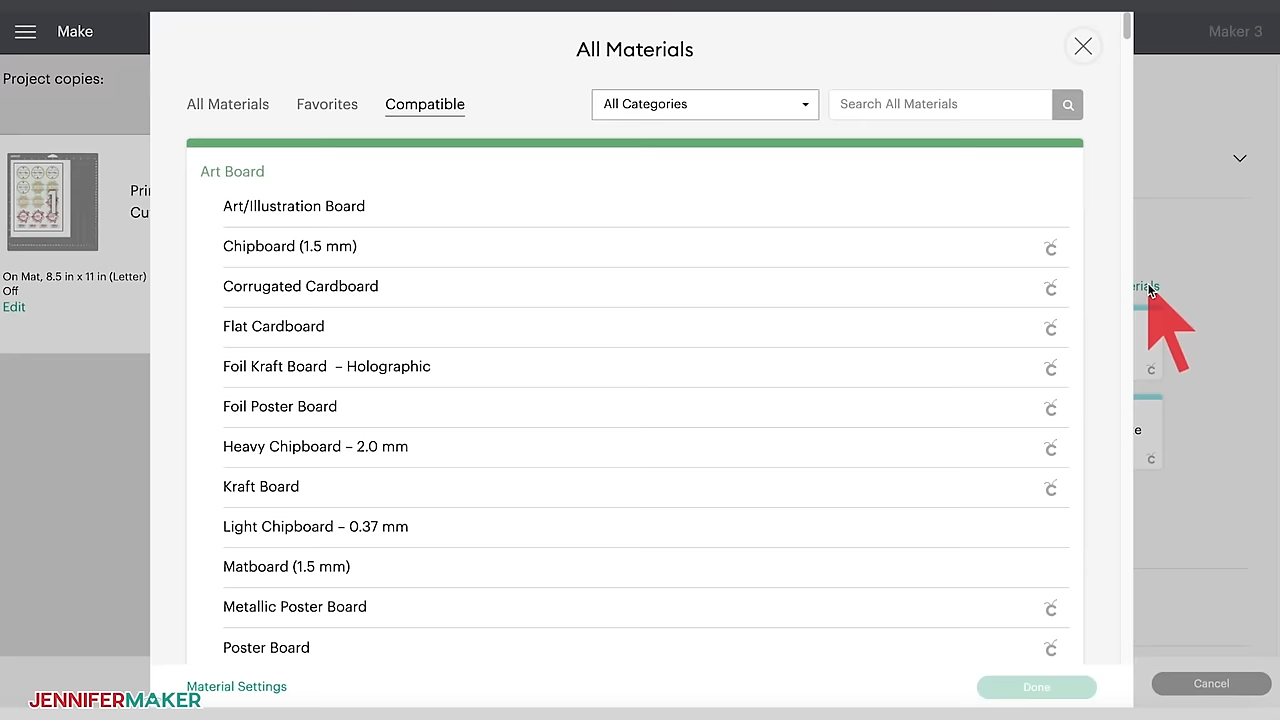 Make
Maker 3
All Materials
Project copies:
All Materials
Favorites
Compatible
All Categories
Search All Materials
Art Board
Art/Illustration Board
Chipboard (1.5 mm)
Corrugated Cardboard
Flat Cardboard
Foil Kraft Board – Holographic
Foil Poster Board
Heavy Chipboard – 2.0 mm
Kraft Board
Light Chipboard – 0.37 mm
Matboard (1.5 mm)
Metallic Poster Board
Poster Board
Material Settings
Done
Cancel
Pri
Cu
On Mat, 8.5 in x 11 in (Letter)
Off
Edit
erials
e
JENNIFERMAKER